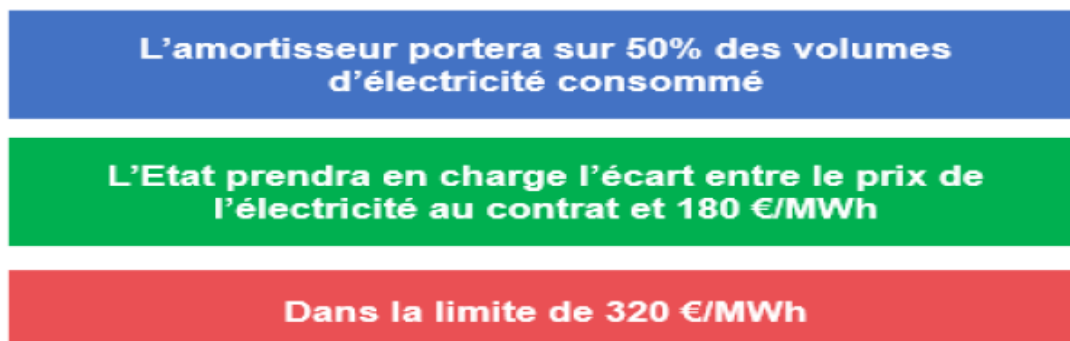 L’amortisseur portera sur 50% des volumes
d’électricité consommé
L’Etat prendra en charge l’écart entre le prix de
l’électricité au contrat et 180 €/MWh
Dans la limite de 320 €/MWh